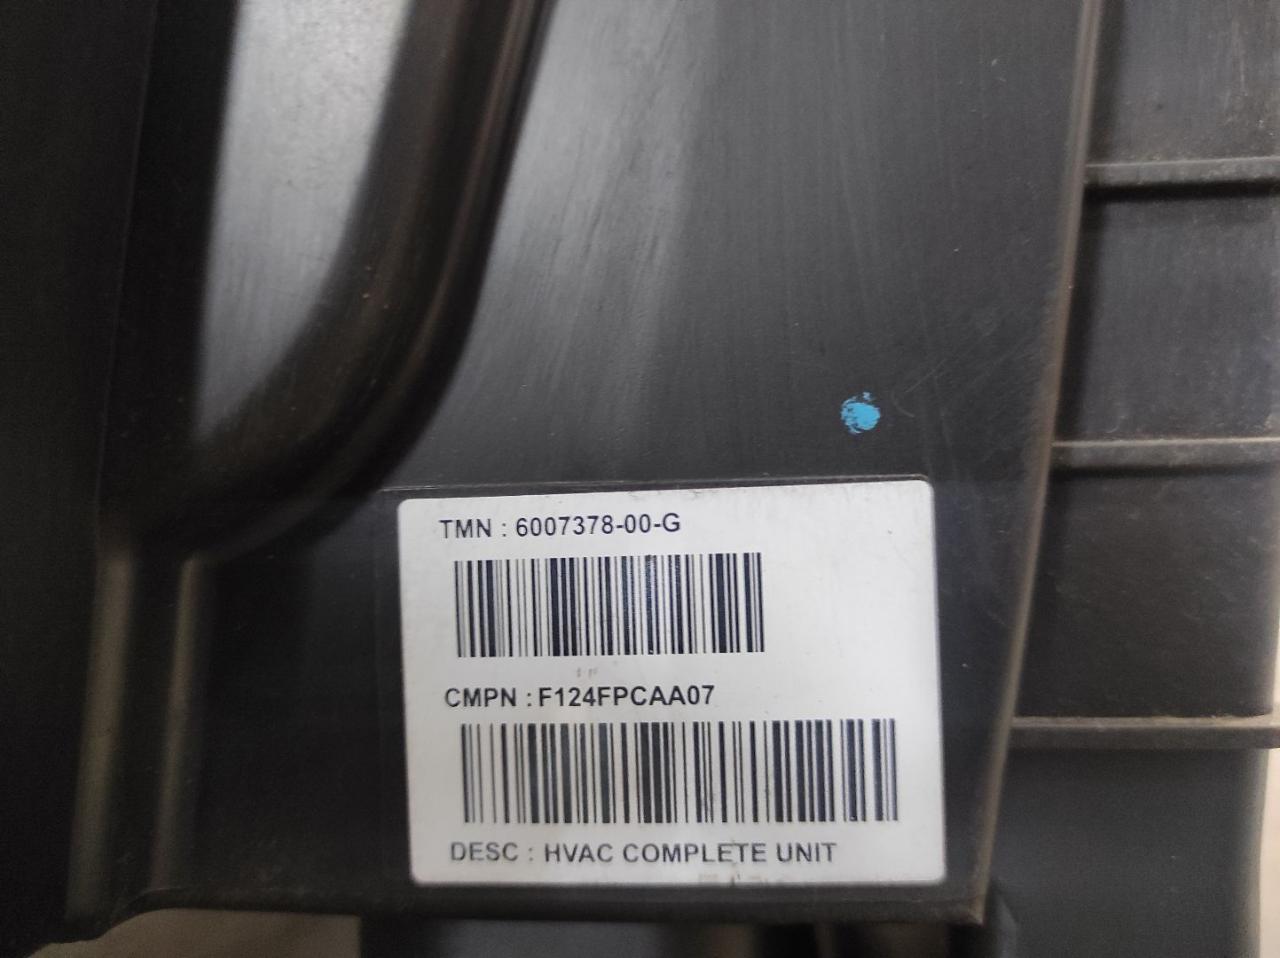 TMN : 6007378-00-G
CMPN : F124FPCAA07
DESC : HVAC COMPLETE UNIT